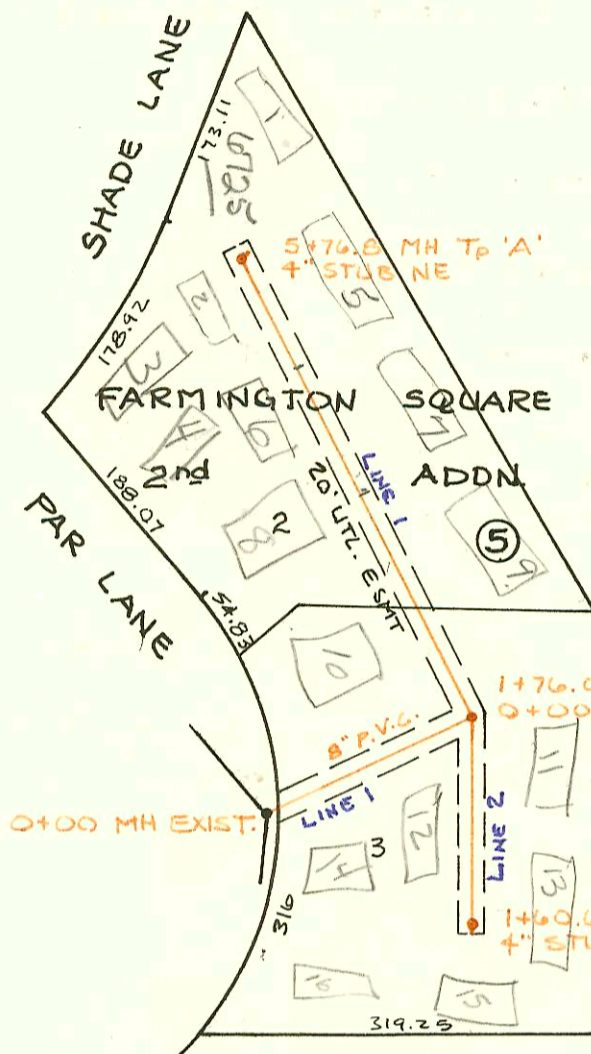 SHADE LANE
173.11
6725
1
5+76.8 MH Tp 'A'
4" STUB NE
5
2
178.92
3
FARMINGTON SQUARE
4
6
7
2nd
ADDN.
LINE 1
20' UTL. ESMT
188.07
8
2
5
9
PAR LANE
54.83
10
1+76.0
0+00
8" P.V.C.
11
LINE 1
0+00 MH EXIST.
12
LINE 2
3
14
13
316
1+60.0
4" STU
16
15
319.25